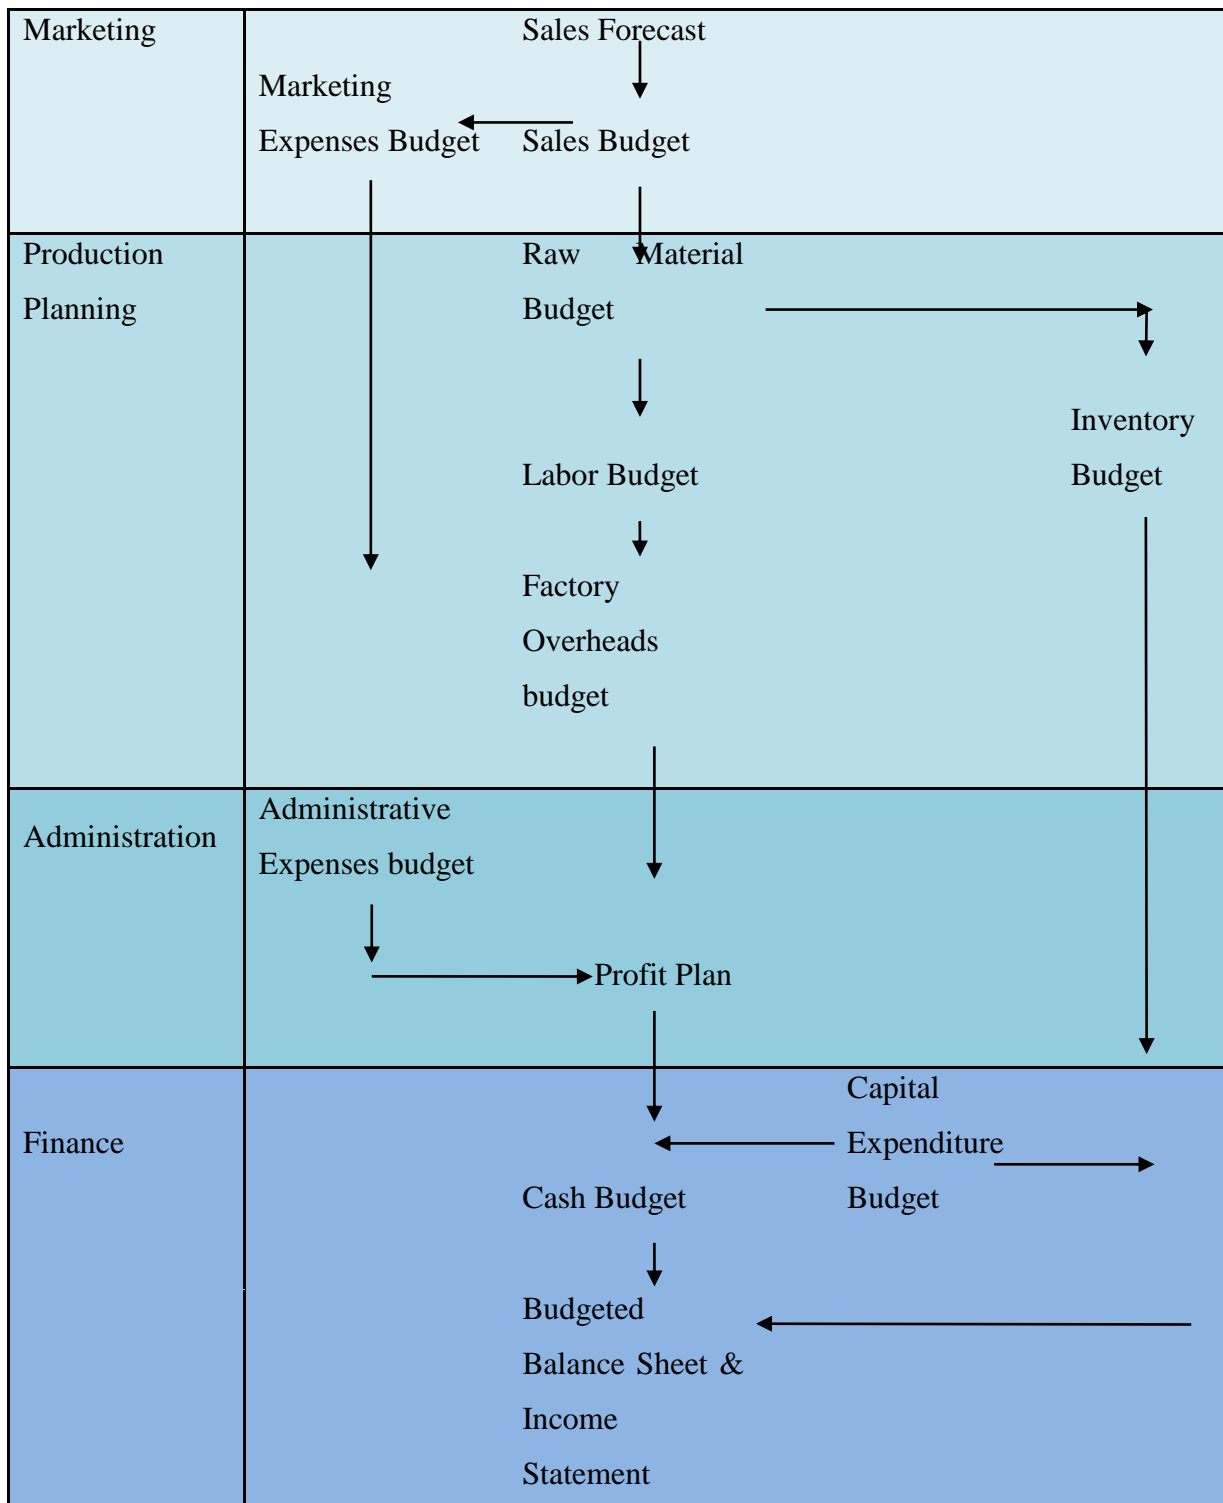 Marketing
Sales Forecast
Marketing
Expenses Budget
Sales Budget
Production
Planning
Raw Material
Budget
Inventory
Budget
Labor Budget
Factory
Overheads
budget
Administration
Administrative
Expenses budget
Profit Plan
Finance
Capital
Expenditure
Budget
Cash Budget
Budgeted
Balance Sheet &
Income
Statement